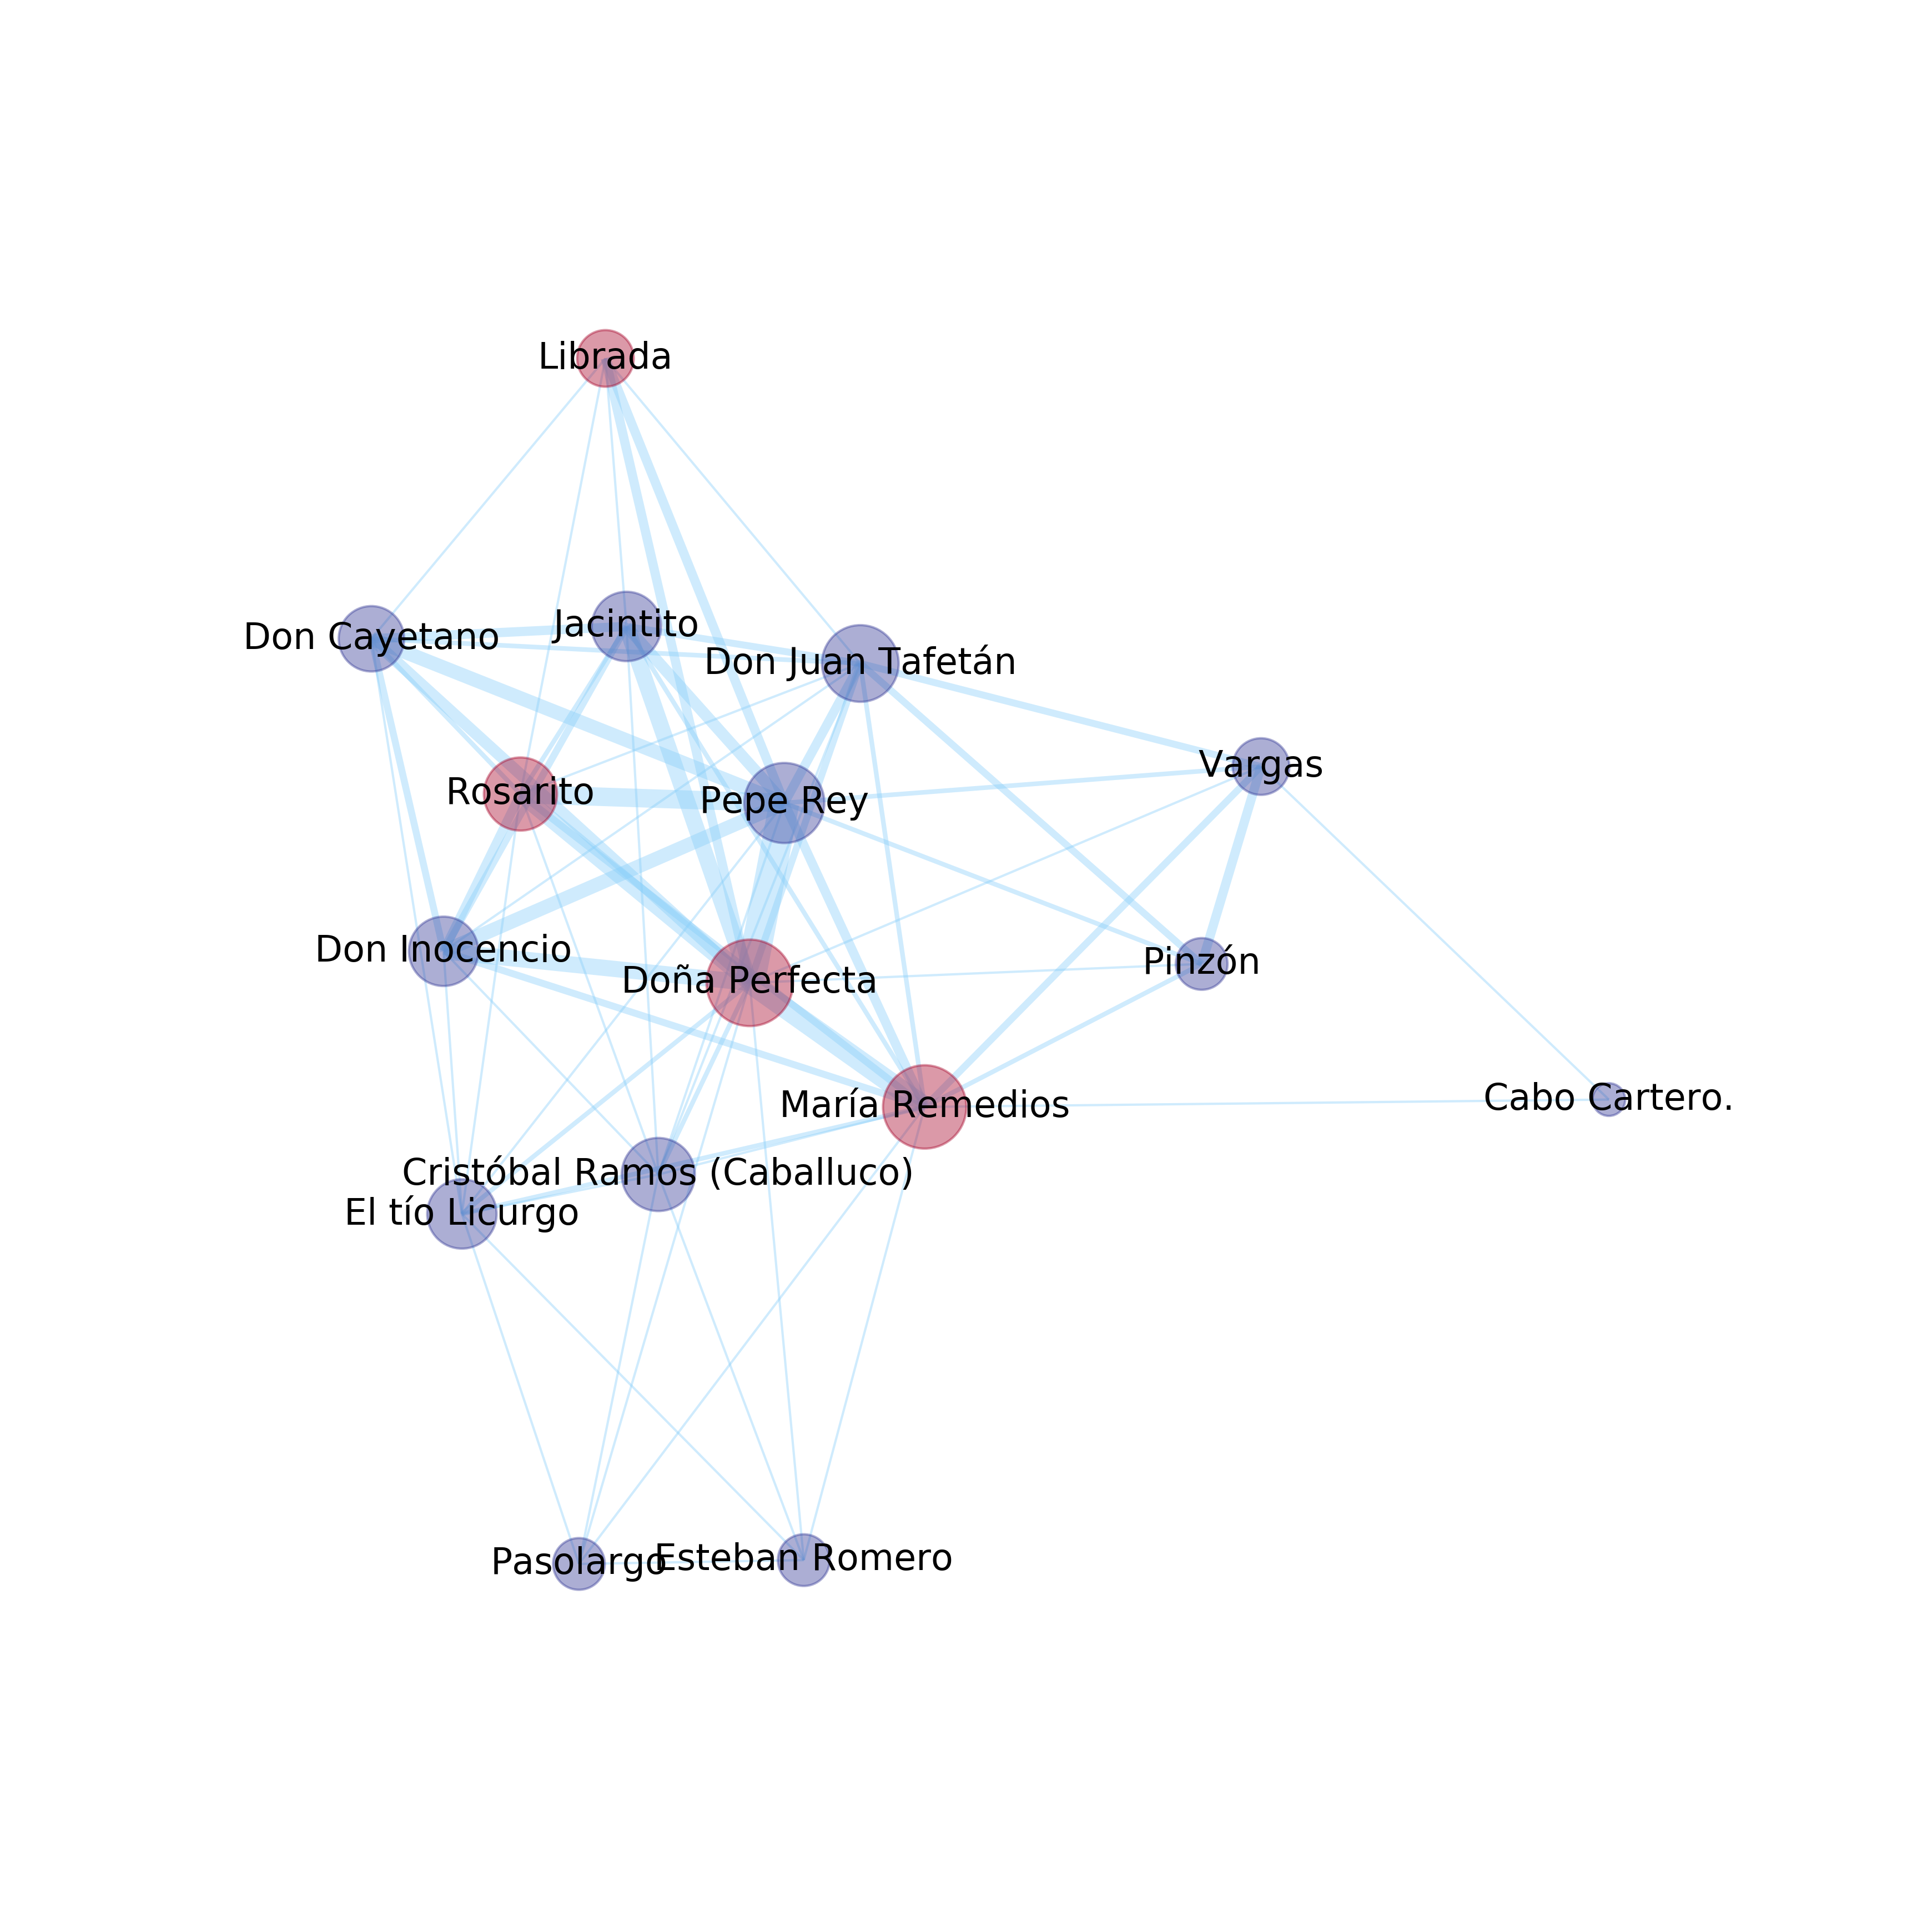 Librada
Jacintito
Don Cayetano
Don Juan Tafetán
Vargas
Rosarito
Pepe Rey
Don Inocencio
Pinzón
Doña Perfecta
Cabo Cartero.
María Remedios
Cristóbal Ramos (Caballuco)
El tío Licurgo
Esteban Romero
Pasolargo